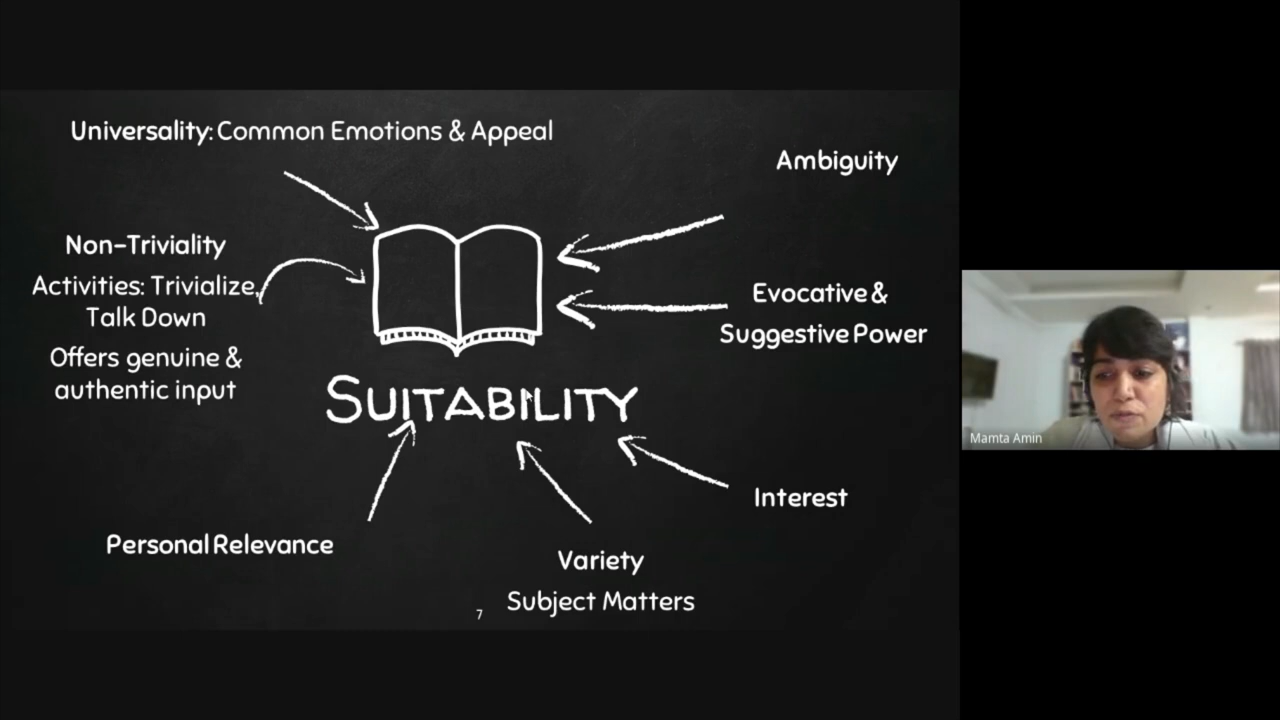 Universality: Common Emotions & Appeal
Ambiguity
Non-Triviality
Activities: Trivialize,
Talk Down
Offers genuine &
authentic input
Evocative &
Suggestive Power
SUITABILITY
Interest
Personal Relevance
Variety
Subject Matters
7
Mamta Amin